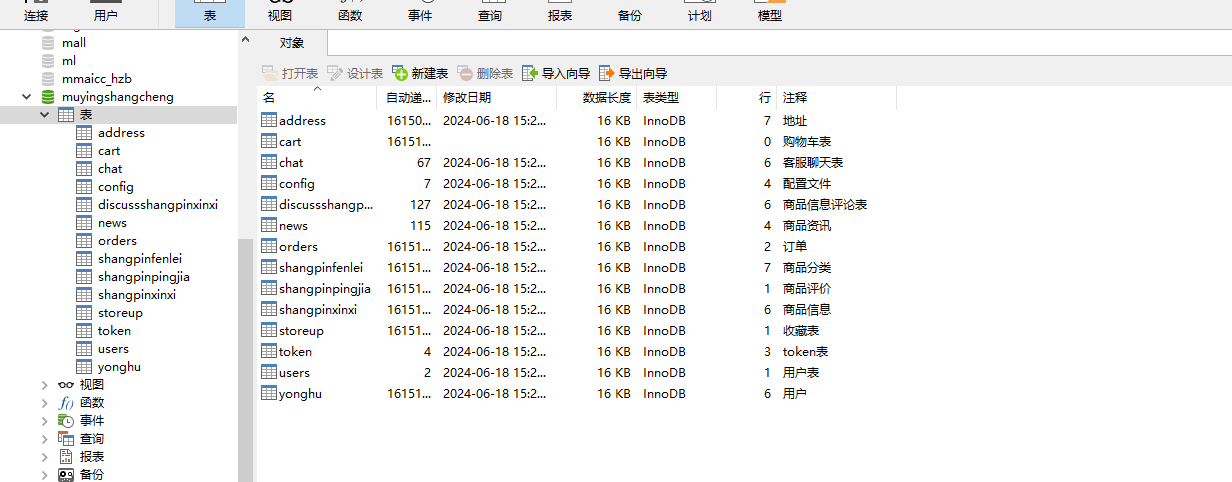 连接 用户 表 视图 函数 事件 查询 报表 备份 计划 模型
mall
ml
mmaicc_hzb
muyingshangcheng
表
address
cart
chat
config
discussshangpinxinxi
news
orders
shangpinfenlei
shangpinpingjia
shangpinxinxi
storeup
token
users
yonghu
视图
函数
事件
查询
报表
备份
对象
打开表 设计表 新建表 删除表 导入向导 导出向导
名 自动递... 修改日期 数据长度 表类型 行 注释
address 16150... 2024-06-18 15:2... 16 KB InnoDB 7 地址
cart 16151... 16 KB InnoDB 0 购物车表
chat 67 2024-06-18 15:2... 16 KB InnoDB 6 客服聊天表
config 7 2024-06-18 15:2... 16 KB InnoDB 4 配置文件
discussshangp... 127 2024-06-18 15:2... 16 KB InnoDB 6 商品信息评论表
news 115 2024-06-18 15:2... 16 KB InnoDB 4 商品资讯
orders 16151... 2024-06-18 15:2... 16 KB InnoDB 2 订单
shangpinfenlei 16151... 2024-06-18 15:2... 16 KB InnoDB 7 商品分类
shangpinpingjia 16151... 2024-06-18 15:2... 16 KB InnoDB 1 商品评价
shangpinxinxi 16151... 2024-06-18 15:2... 16 KB InnoDB 6 商品信息
storeup 16151... 2024-06-18 15:2... 16 KB InnoDB 1 收藏表
token 4 2024-06-18 15:2... 16 KB InnoDB 3 token表
users 2 2024-06-18 15:2... 16 KB InnoDB 1 用户表
yonghu 16151... 2024-06-18 15:2... 16 KB InnoDB 6 用户